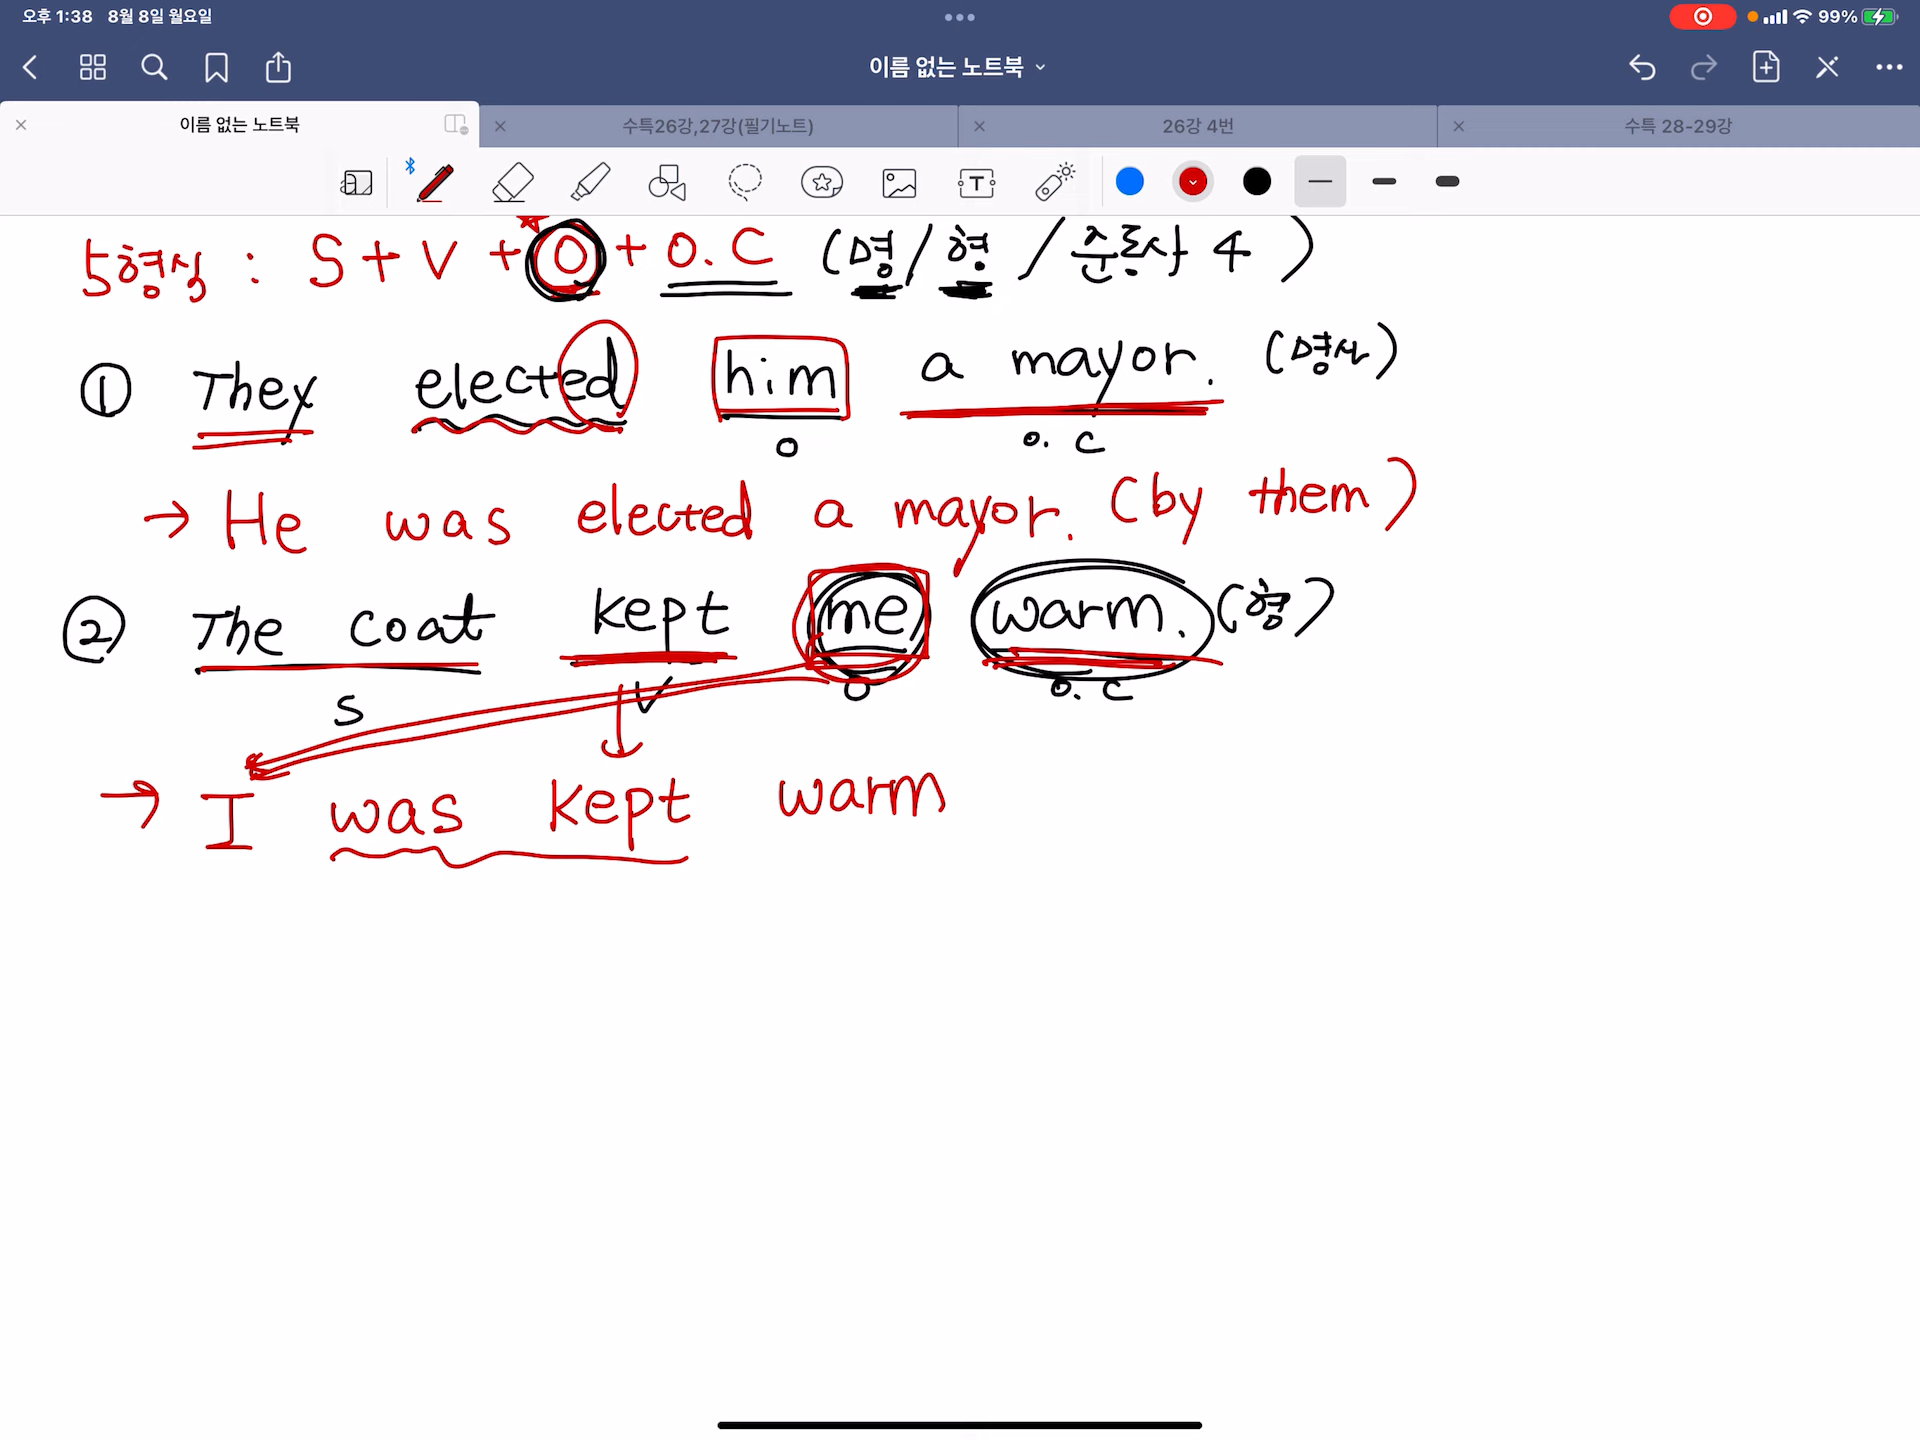 오후 1:38 8월 8일 월요일 99%
이름 없는 노트북
이름 없는 노트북 수특26강,27강(필기노트) 26강 4번 수특 28-29강
5형식 : S + V + O + O.C (명/형/준동사 4)
① They elected him a mayor. (명사)
O O.C
→ He was elected a mayor. (by them)
② The coat kept me warm. (형)
S V O O.C
→ I was kept warm